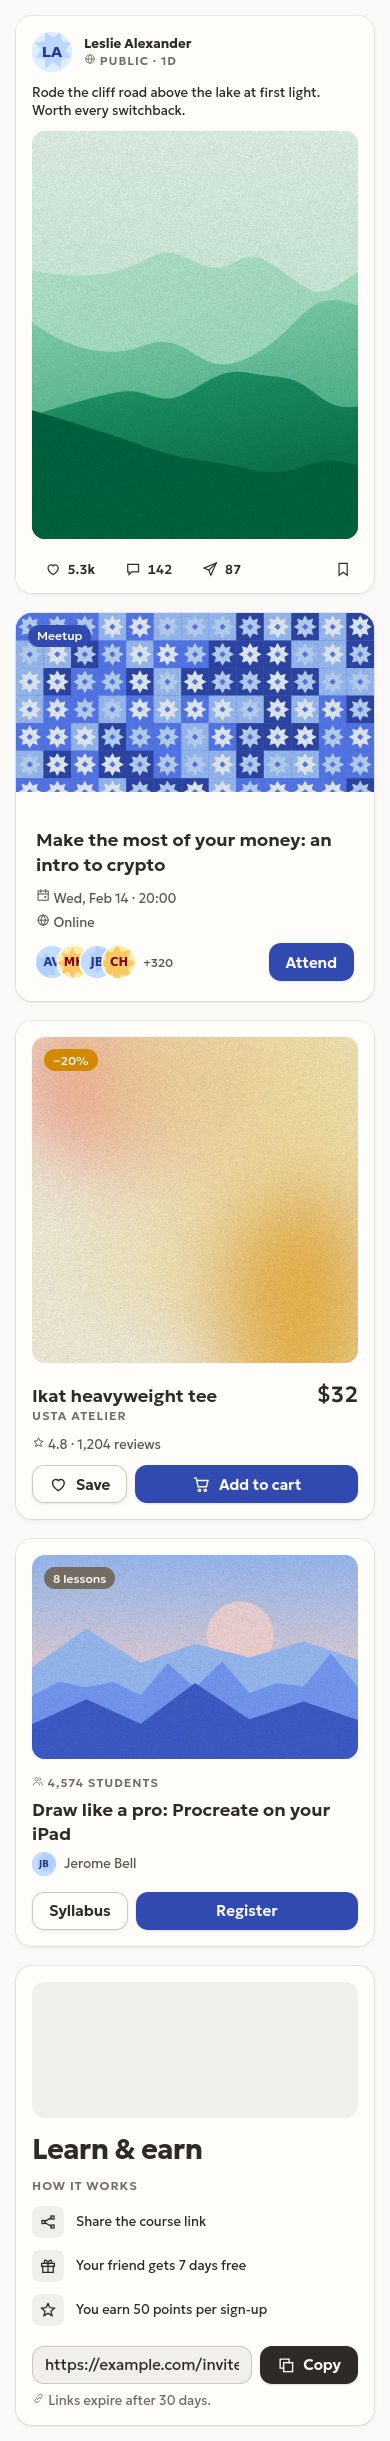 LA
Leslie Alexander
PUBLIC · 1D
Rode the cliff road above the lake at first light.
Worth every switchback.
5.3k
142
87
Meetup
Make the most of your money: an
intro to crypto
Wed, Feb 14 · 20:00
Online
JB CH +320
Attend
−20%
Ikat heavyweight tee
$32
USTA ATELIER
4.8 · 1,204 reviews
Save
Add to cart
8 lessons
4,574 STUDENTS
Draw like a pro: Procreate on your
iPad
JB Jerome Bell
Syllabus
Register
Learn & earn
HOW IT WORKS
Share the course link
Your friend gets 7 days free
You earn 50 points per sign-up
https://example.com/invite
Copy
Links expire after 30 days.